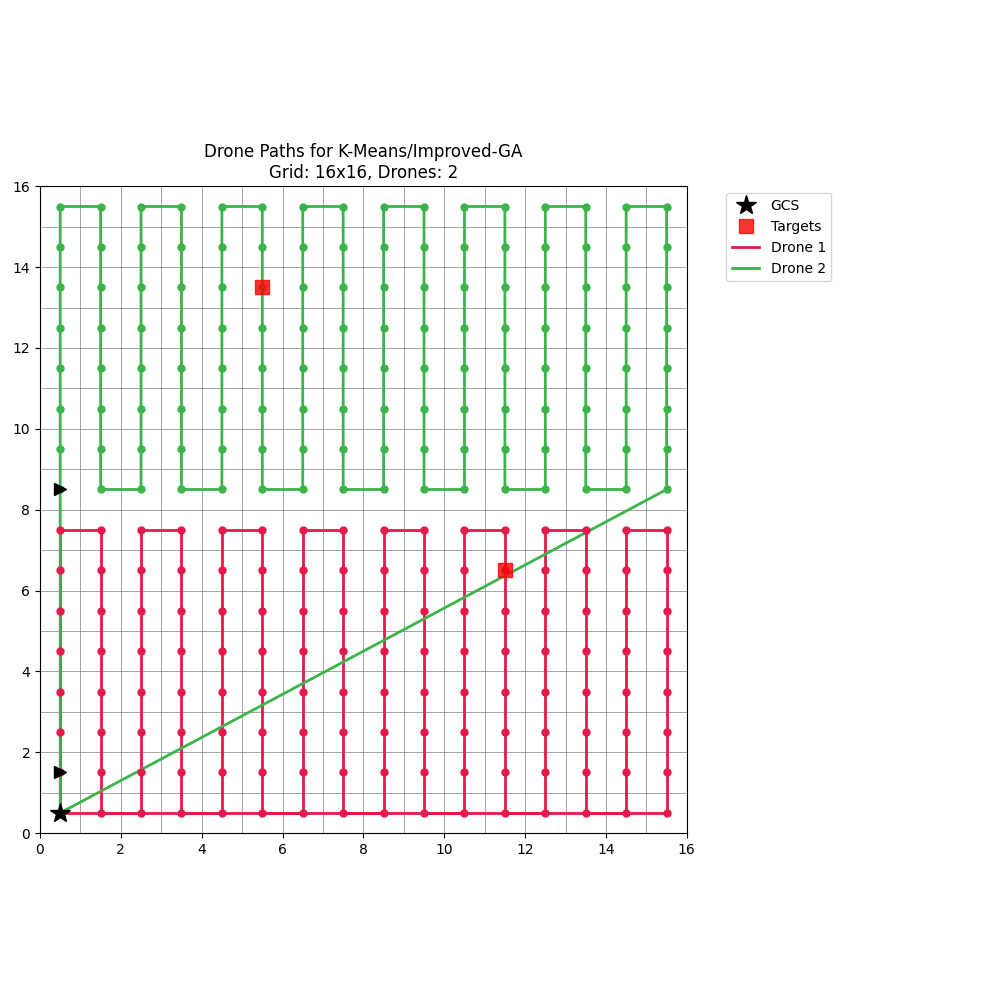 Drone Paths for K-Means/Improved-GA
Grid: 16x16, Drones: 2
16
14
12
10
8
6
4
2
0
0 2 4 6 8 10 12 14 16
GCS
Targets
Drone 1
Drone 2